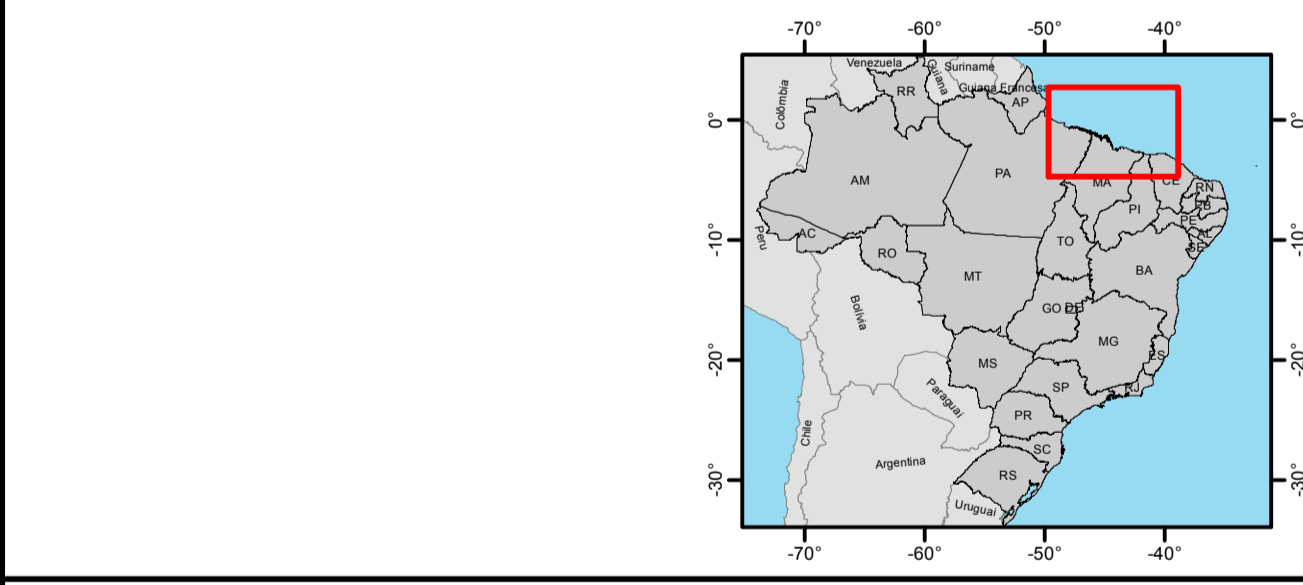 -70° -60° -50° -40°
Venezuela
Guiana
Suriname
Colômbia
RR
Guiana Francesa
AP
0° 0°
AM
PA
MA
CE
RN
PB
PI
PE
Peru
AC
AL
-10° -10°
RO
TO
SE
MT
BA
Bolívia
GO DF
MG
ES
-20° -20°
MS
SP
RJ
Paraguai
PR
Chile
SC
Argentina
RS
-30° -30°
Uruguai
-70° -60° -50° -40°